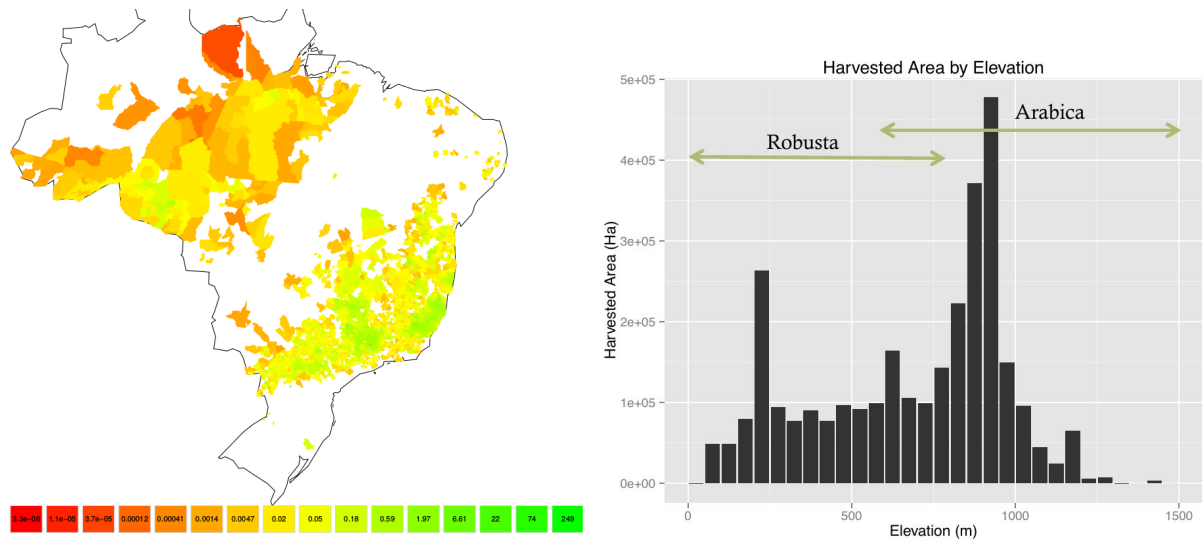 3.3e-06 1.1e-05 3.7e-05 0.00012 0.00041 0.0014 0.0047 0.02 0.05 0.18 0.59 1.97 6.61 22 74 249
Harvested Area by Elevation
Arabica
Robusta
Harvested Area (Ha)
5e+05
4e+05
3e+05
2e+05
1e+05
0e+00
0 500 1000 1500
Elevation (m)